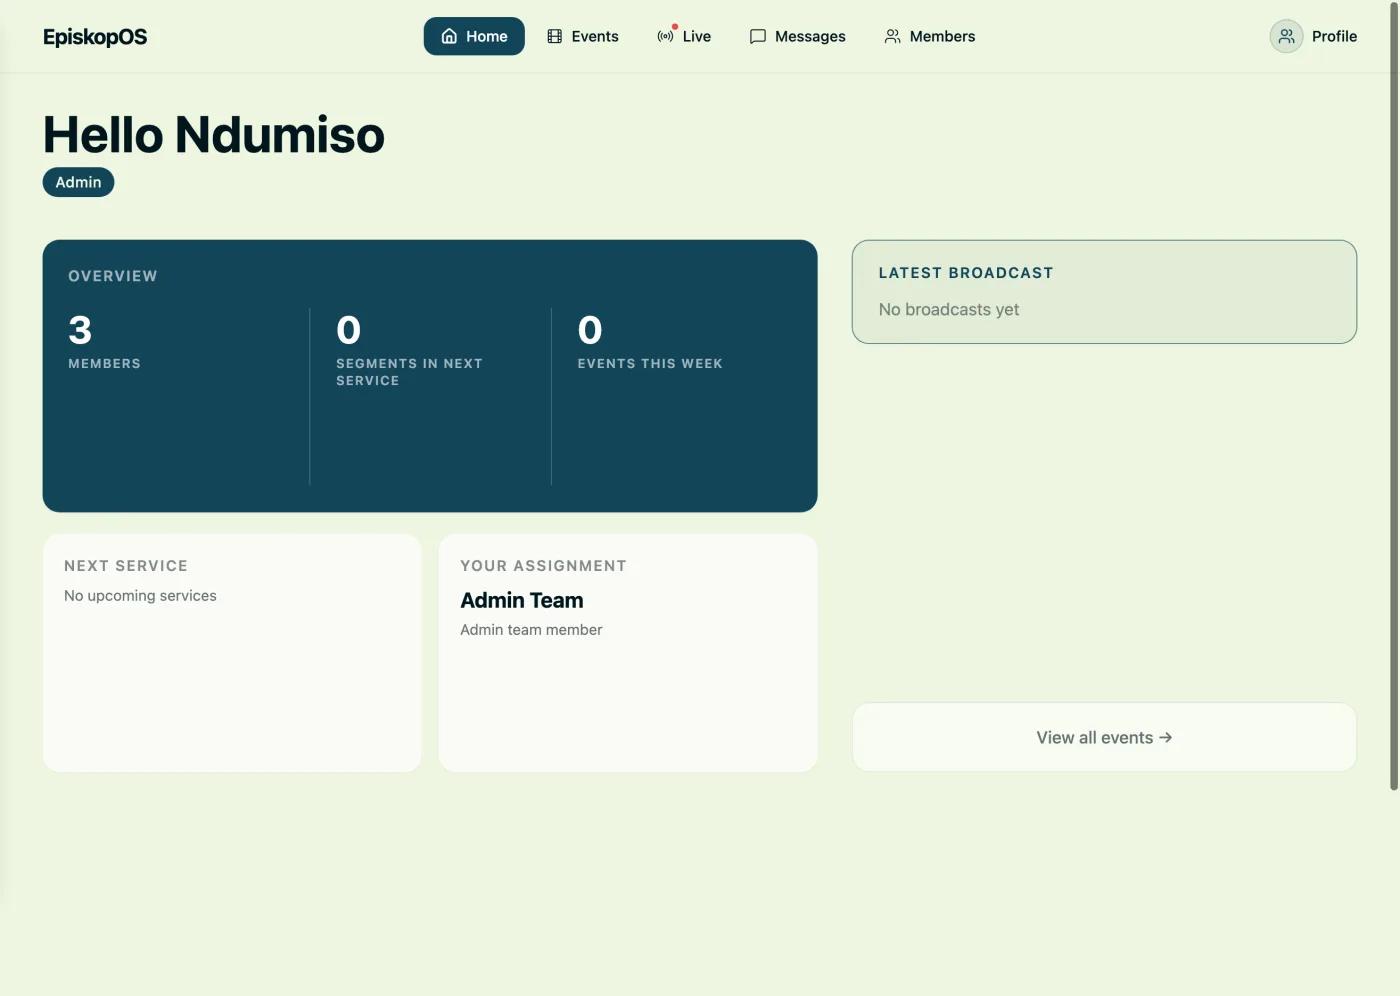 EpiskopOS
Home
Events
Live
Messages
Members
Profile
Hello Ndumiso
Admin
OVERVIEW
3
MEMBERS
0
SEGMENTS IN NEXT
SERVICE
0
EVENTS THIS WEEK
LATEST BROADCAST
No broadcasts yet
NEXT SERVICE
No upcoming services
YOUR ASSIGNMENT
Admin Team
Admin team member
View all events →